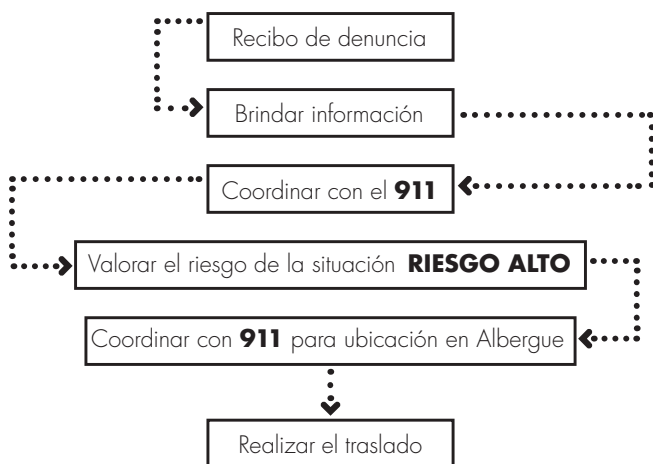 Recibo de denuncia
Brindar información
Coordinar con el 911
Valorar el riesgo de la situación RIESGO ALTO
Coordinar con 911 para ubicación en Albergue
Realizar el traslado